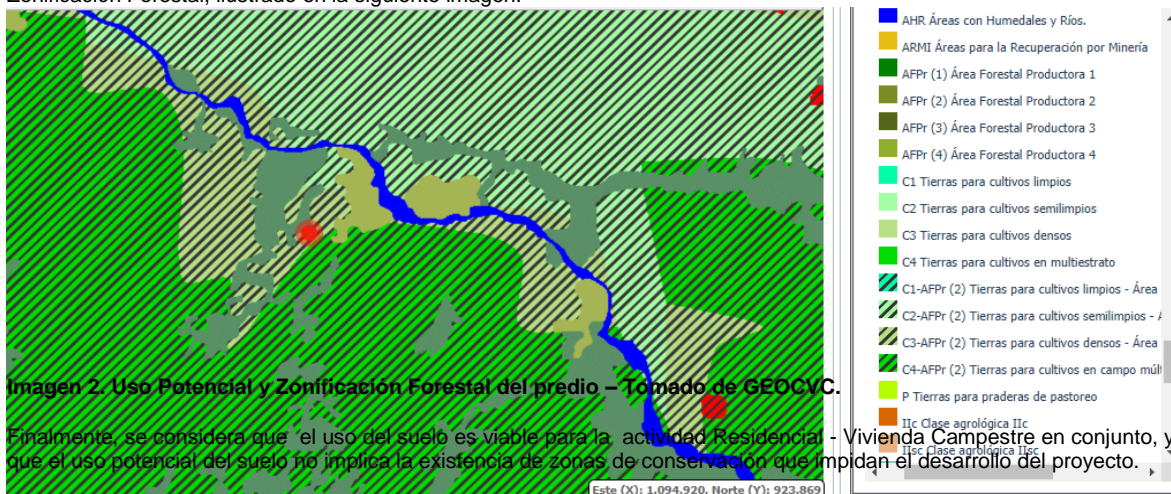 Zonificación Forestal, ilustrado en la siguiente imagen.
AHR Áreas con Humedales y Ríos.
ARMI Áreas para la Recuperación por Minería
AFPr (1) Área Forestal Productora 1
AFPr (2) Área Forestal Productora 2
AFPr (3) Área Forestal Productora 3
AFPr (4) Área Forestal Productora 4
C1 Tierras para cultivos limpios
C2 Tierras para cultivos semilimpios
C3 Tierras para cultivos densos
C4 Tierras para cultivos en multiestrato
C1-AFPr (2) Tierras para cultivos limpios - Área
C2-AFPr (2) Tierras para cultivos semilimpios -
C3-AFPr (2) Tierras para cultivos densos - Área
C4-AFPr (2) Tierras para cultivos en campo
P Tierras para praderas de pastoreo
IIc Clase agrológica IIc
IIsc Clase agrológica IIsc
Imagen 2. Uso Potencial y Zonificación Forestal del predio – Tomado de GEOCVC.
Finalmente, se considera que el uso del suelo es viable para la actividad Residencial - Vivienda Campestre en conjunto, y
que el uso potencial del suelo no implica la existencia de zonas de conservación que impidan el desarrollo del proyecto.
Este (X): 1.094.920, Norte (Y): 923.869